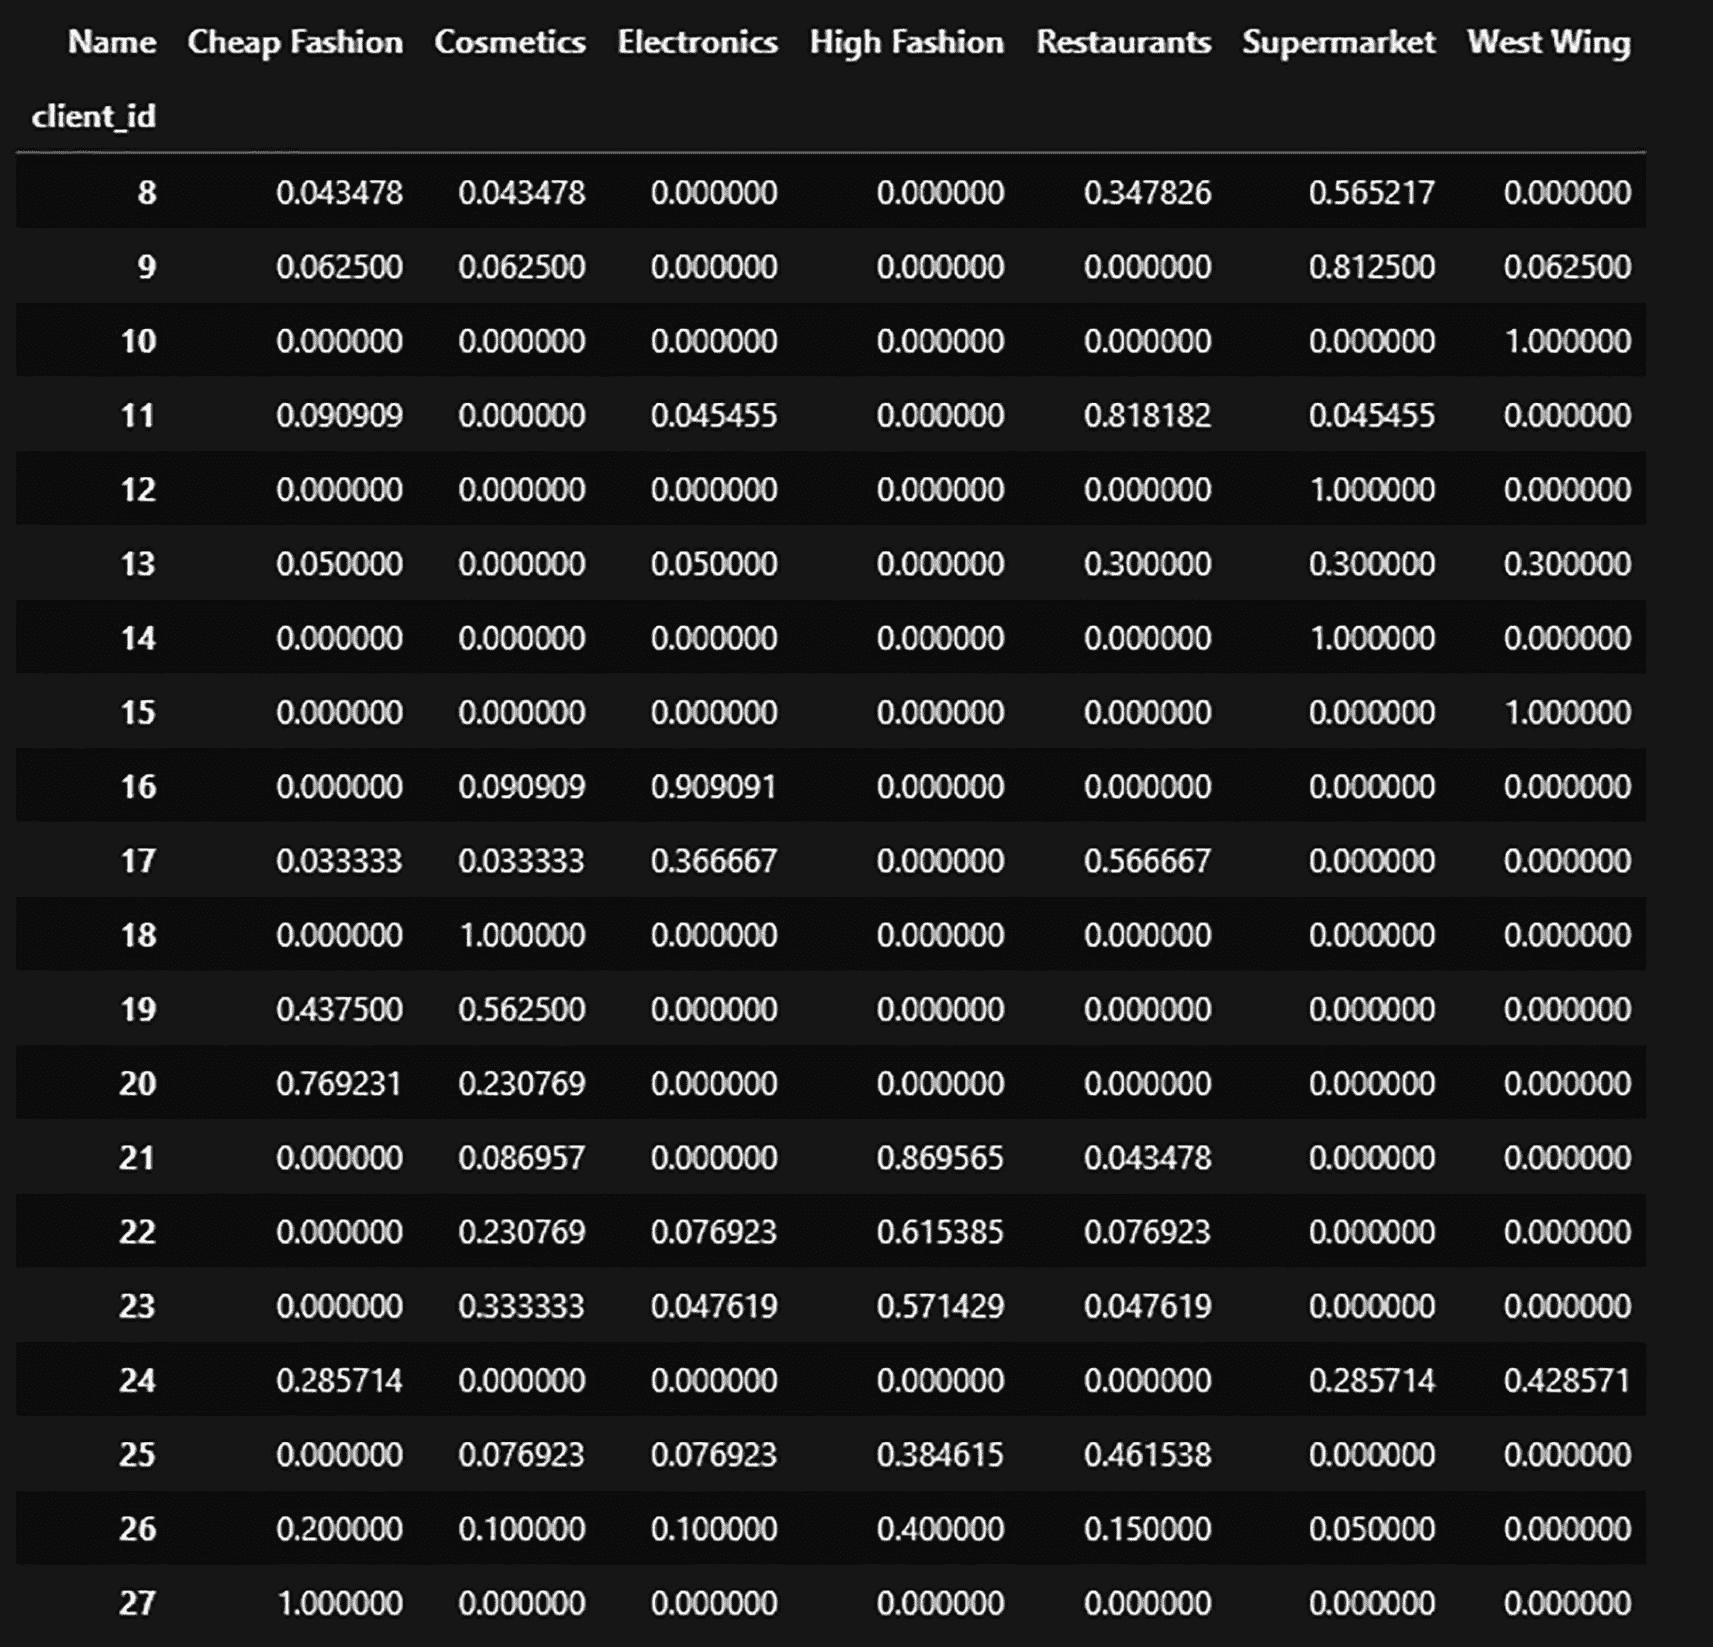 Name Cheap Fashion Cosmetics Electronics High Fashion Restaurants Supermarket West Wing
client_id
8 0.043478 0.043478 0.000000 0.000000 0.347826 0.565217 0.000000
9 0.062500 0.062500 0.000000 0.000000 0.000000 0.812500 0.062500
10 0.000000 0.000000 0.000000 0.000000 0.000000 0.000000 1.000000
11 0.090909 0.000000 0.045455 0.000000 0.818182 0.045455 0.000000
12 0.000000 0.000000 0.000000 0.000000 0.000000 1.000000 0.000000
13 0.050000 0.000000 0.050000 0.000000 0.300000 0.300000 0.300000
14 0.000000 0.000000 0.000000 0.000000 0.000000 1.000000 0.000000
15 0.000000 0.000000 0.000000 0.000000 0.000000 0.000000 1.000000
16 0.000000 0.090909 0.909091 0.000000 0.000000 0.000000 0.000000
17 0.033333 0.033333 0.366667 0.000000 0.566667 0.000000 0.000000
18 0.000000 1.000000 0.000000 0.000000 0.000000 0.000000 0.000000
19 0.437500 0.562500 0.000000 0.000000 0.000000 0.000000 0.000000
20 0.769231 0.230769 0.000000 0.000000 0.000000 0.000000 0.000000
21 0.000000 0.086957 0.000000 0.869565 0.043478 0.000000 0.000000
22 0.000000 0.230769 0.076923 0.615385 0.076923 0.000000 0.000000
23 0.000000 0.333333 0.047619 0.571429 0.047619 0.000000 0.000000
24 0.285714 0.000000 0.000000 0.000000 0.000000 0.285714 0.428571
25 0.000000 0.076923 0.076923 0.384615 0.461538 0.000000 0.000000
26 0.200000 0.100000 0.100000 0.400000 0.150000 0.050000 0.000000
27 1.000000 0.000000 0.000000 0.000000 0.000000 0.000000 0.000000